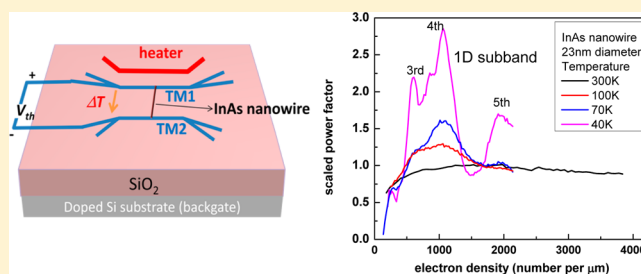 heater
+
V_th
-
ΔT
TM1
TM2
InAs nanowire
SiO₂
Doped Si substrate (backgate)
scaled power factor
3.0
2.5
2.0
1.5
1.0
0.5
0.0
3rd
4th
1D subband
5th
InAs nanowire
23nm diameter
Temperature
300K
100K
70K
40K
0
1000
2000
3000
4000
electron density (number per μm)